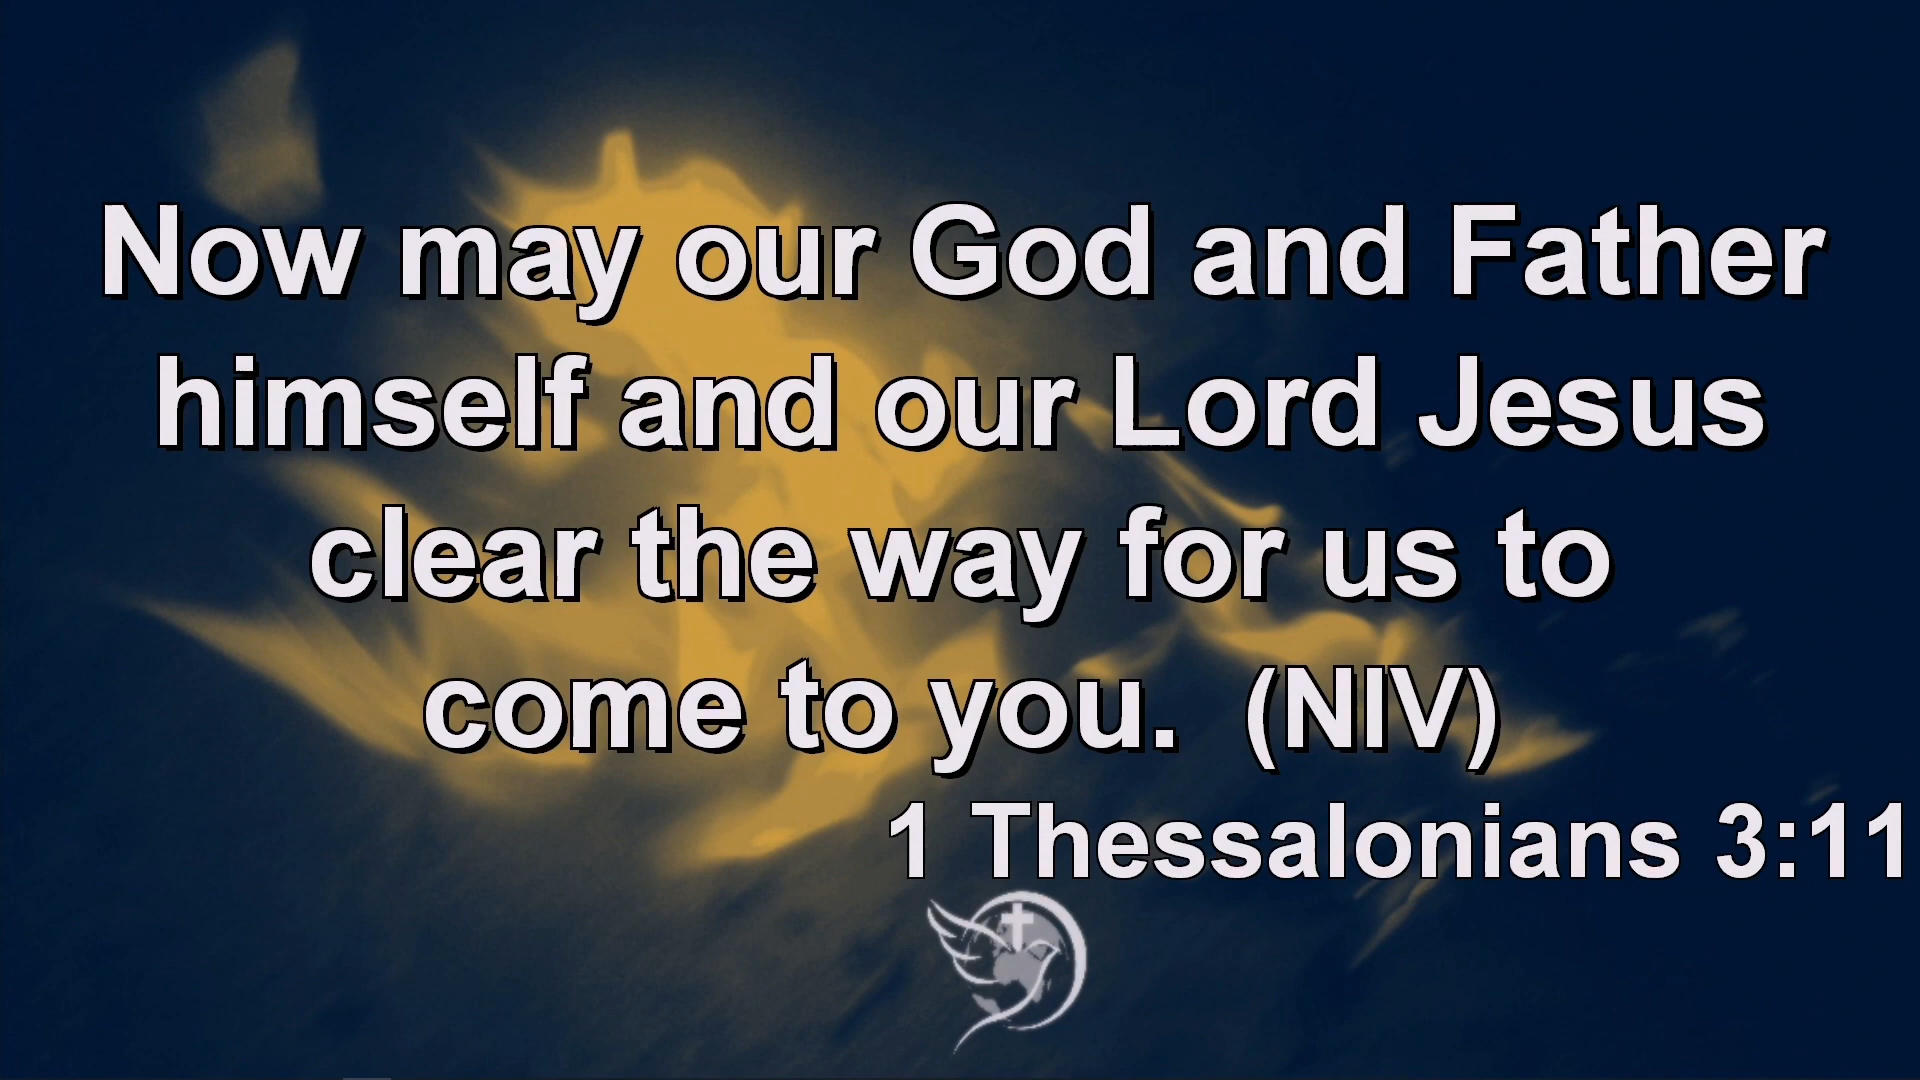 Now may our God and Father
himself and our Lord Jesus
clear the way for us to
come to you.  (NIV)
1 Thessalonians 3:11